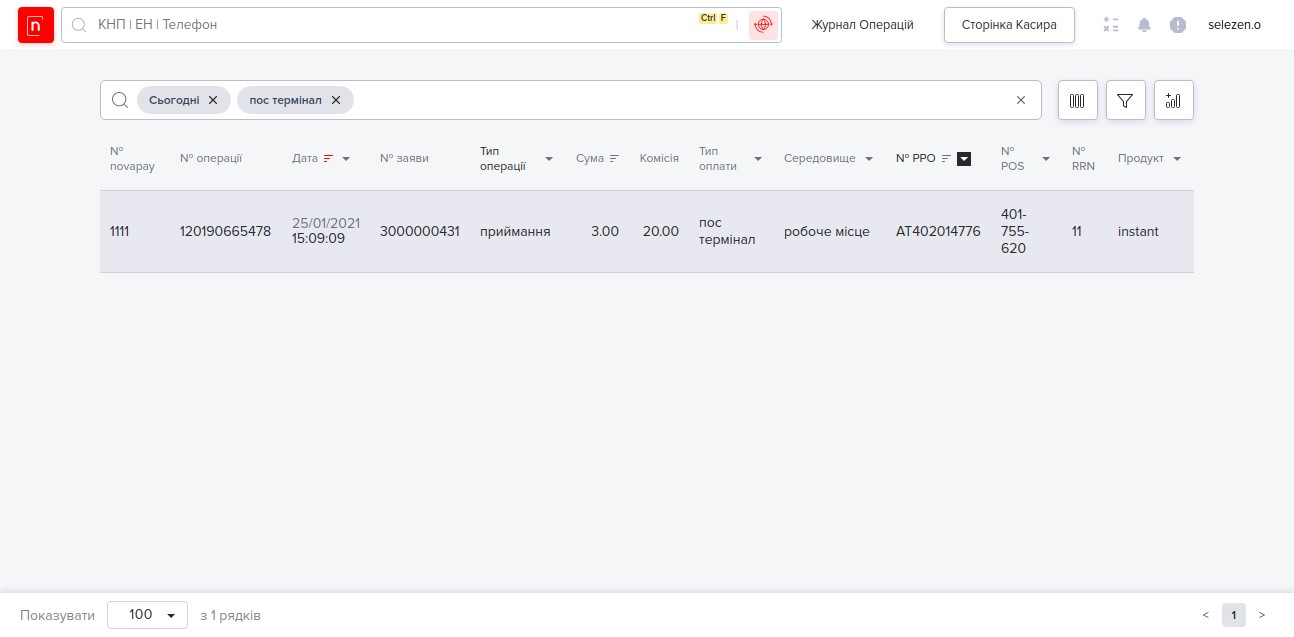 n
КНП | ЕН | Телефон
Ctrl F
Журнал Операцій
Сторінка Касира
selezen.o
Сьогодні
пос термінал
№ novapay
№ операції
Дата
№ заяви
Тип операції
Сума
Комісія
Тип оплати
Середовище
№ РРО
№ POS
№ RRN
Продукт
1111
120190665478
25/01/2021
15:09:09
3000000431
приймання
3.00
20.00
пос
термінал
робоче місце
АТ402014776
401-
755-
620
11
instant
Показувати
100
з 1 рядків
<
1
>